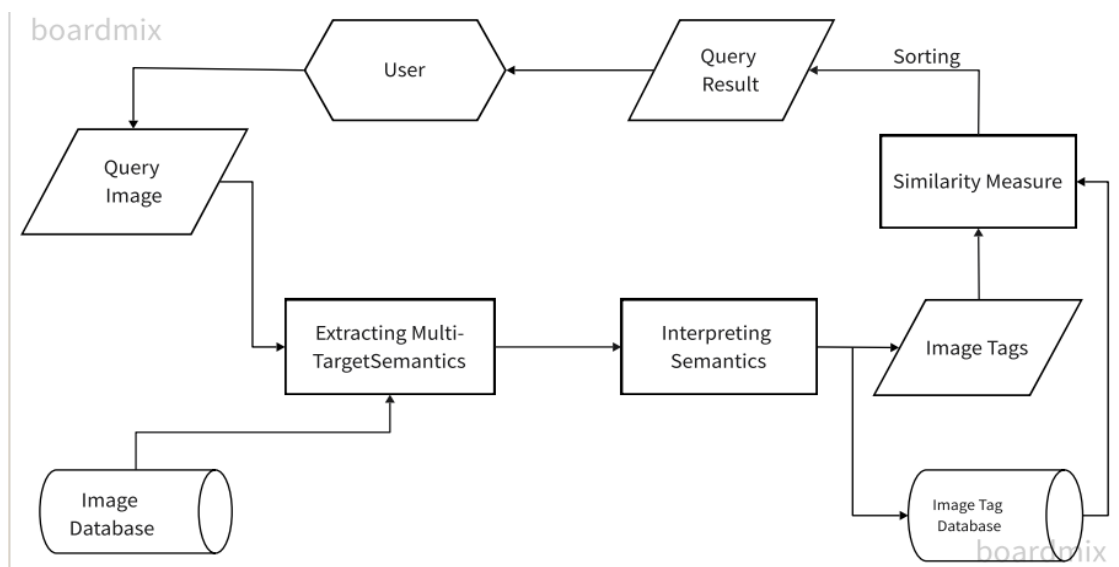 boardmix
User
Query
Result
Sorting
Query
Image
Similarity Measure
Extracting Multi-
TargetSemantics
Interpreting
Semantics
Image Tags
Image
Database
Image Tag
Database
boardmix